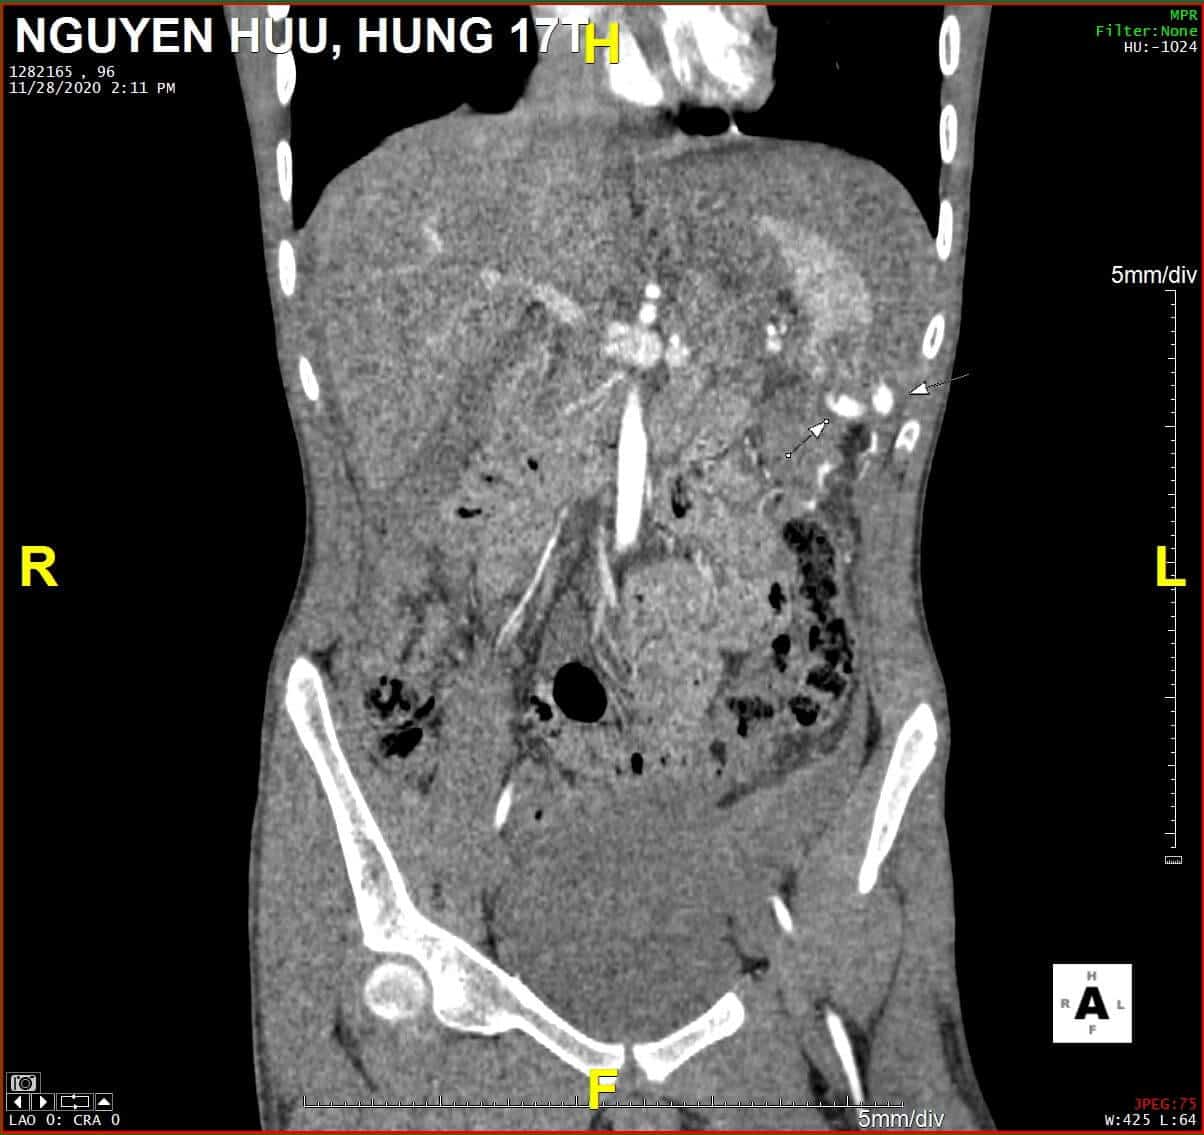 NGUYEN HUU, HUNG 17T
H
1282165 , 96
11/28/2020 2:11 PM
MPR
Filter:None
HU:-1024
5mm/div
R
L
H
R A L
F
F
5mm/div
LAO 0: CRA 0
JPEG:75
W:425 L:64